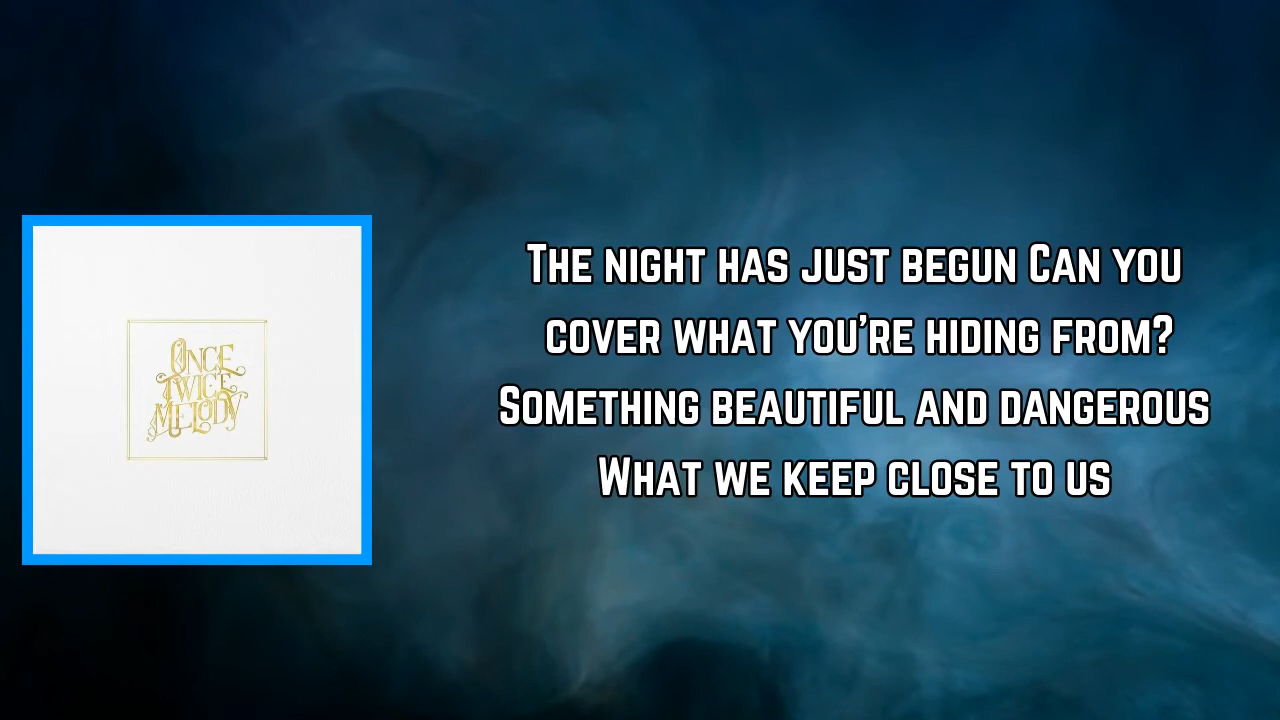 ONCE
TWICE
MELODY
The night has just begun Can you
cover what you're hiding from?
Something beautiful and dangerous
What we keep close to us